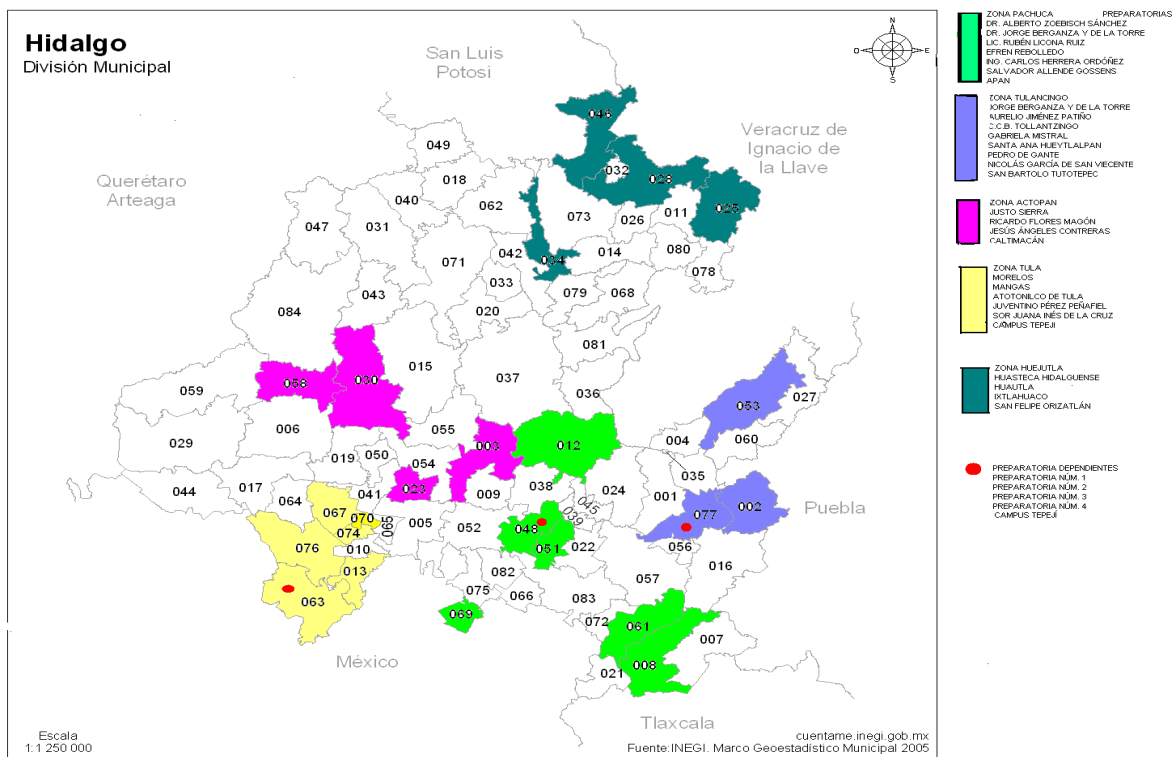 Hidalgo
División Municipal
San Luis
Potosi
Querétaro
Arteaga
Veracruz de
Ignacio de
la Llave
Puebla
México
Tlaxcala
N
O
E
S
046
049
032
028
018
025
040
062
073
026
011
047
031
042
034
014
080
071
078
033
043
079
068
084
020
081
015
037
058
030
059
036
053
027
006
055
003
012
004
060
029
019
050
054
035
044
017
064
041
023
009
038
045
024
001
067
070
065
039
077
002
074
005
052
048
076
010
051
022
056
013
082
057
016
063
075
066
083
069
072
061
007
021
008
Escala
1:1 250 000
cuentame.inegi.gob.mx
Fuente:INEGI. Marco Geoestadístico Municipal 2005
ZONA PACHUCA PREPARATORIAS
DR. ALBERTO ZOEBISCH SÁNCHEZ
DR. JORGE BERGANZA Y DE LA TORRE
LIC. RUBÉN LICONA RUIZ
EFREN REBOLLEDO
ING. CARLOS HERRERA ORDÓÑEZ
SALVADOR ALLENDE GOSSENS
APAN
ZONA TULANCINGO
JORGE BERGANZA Y DE LA TORRE
AURELIO JIMÉNEZ PATIÑO
C.C.B. TOLLANTZINGO
GABRIELA MISTRAL
SANTA ANA HUEYTLALPAN
PEDRO DE GANTE
NICOLÁS GARCÍA DE SAN VIECENTE
SAN BARTOLO TUTOTEPEC
ZONA ACTOPAN
JUSTO SIERRA
RICARDO FLORES MAGÓN
JESÚS ÁNGELES CONTRERAS
CALTIMACÁN
ZONA TULA
MORELOS
MANGAS
ATOTONILCO DE TULA
JUVENTINO PÉREZ PEÑAFIEL
SOR JUANA INÉS DE LA CRUZ
CAMPUS TEPEJI
ZONA HUEJUTLA
HUASTECA HIDALGUENSE
HUAUTLA
IXTLAHUACO
SAN FELIPE ORIZATLÁN
PREPARATORIA DEPENDIENTES
PREPARATORIA NÚM. 1
PREPARATORIA NÚM. 2
PREPARATORIA NÚM. 3
PREPARATORIA NÚM. 4
CAMPUS TEPEJÍ